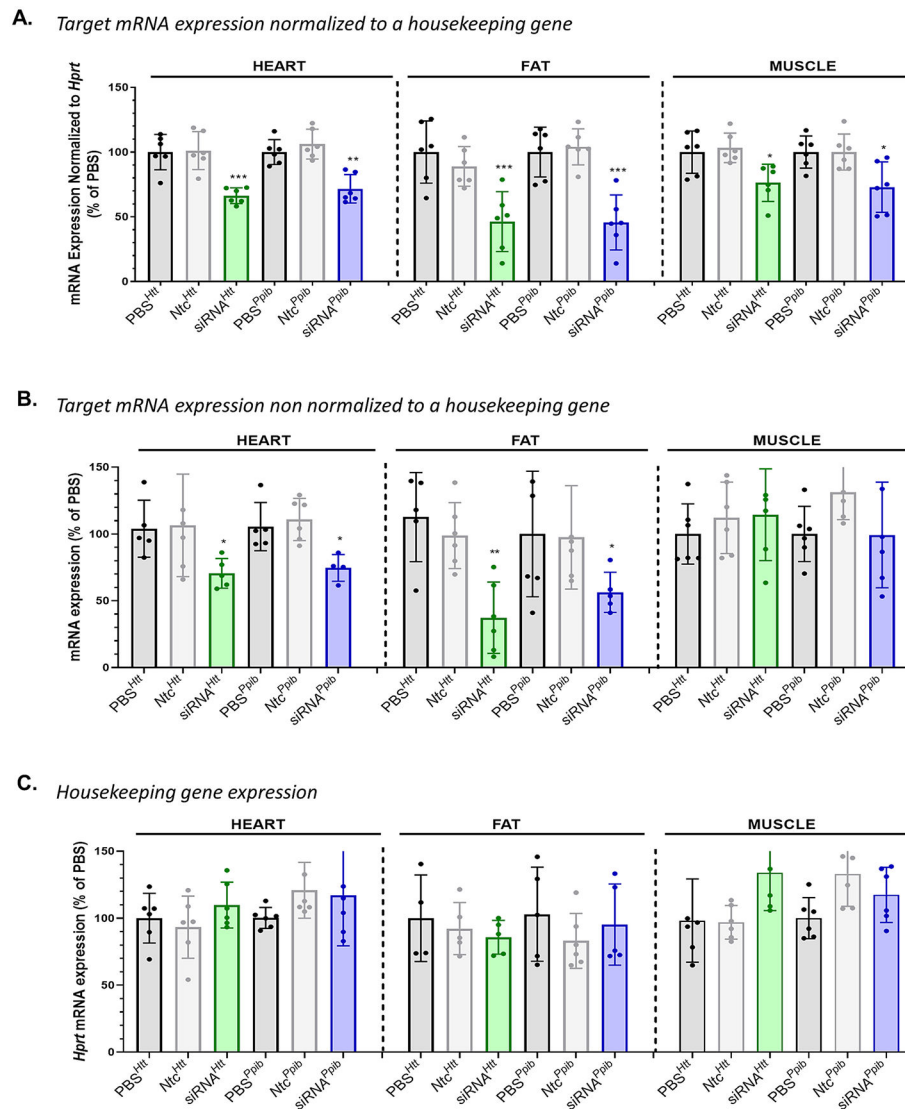 A. Target mRNA expression normalized to a housekeeping gene
HEART FAT MUSCLE
mRNA Expression Normalized to Hprt
(% of PBS)
150
100
50
0
*** ** *** *** * *
PBS^Htt Ntc^Htt siRNA^Htt PBS^Ppib Ntc^Ppib siRNA^Ppib PBS^Htt Ntc^Htt siRNA^Htt PBS^Ppib Ntc^Ppib siRNA^Ppib PBS^Htt Ntc^Htt siRNA^Htt PBS^Ppib Ntc^Ppib siRNA^Ppib
B. Target mRNA expression non normalized to a housekeeping gene
HEART FAT MUSCLE
mRNA expression (% of PBS)
150
100
50
0
* * ** *
PBS^Htt Ntc^Htt siRNA^Htt PBS^Ppib Ntc^Ppib siRNA^Ppib PBS^Htt Ntc^Htt siRNA^Htt PBS^Ppib Ntc^Ppib siRNA^Ppib PBS^Htt Ntc^Htt siRNA^Htt PBS^Ppib Ntc^Ppib siRNA^Ppib
C. Housekeeping gene expression
HEART FAT MUSCLE
Hprt mRNA expression (% of PBS)
150
100
50
0
PBS^Htt Ntc^Htt siRNA^Htt PBS^Ppib Ntc^Ppib siRNA^Ppib PBS^Htt Ntc^Htt siRNA^Htt PBS^Ppib Ntc^Ppib siRNA^Ppib PBS^Htt Ntc^Htt siRNA^Htt PBS^Ppib Ntc^Ppib siRNA^Ppib